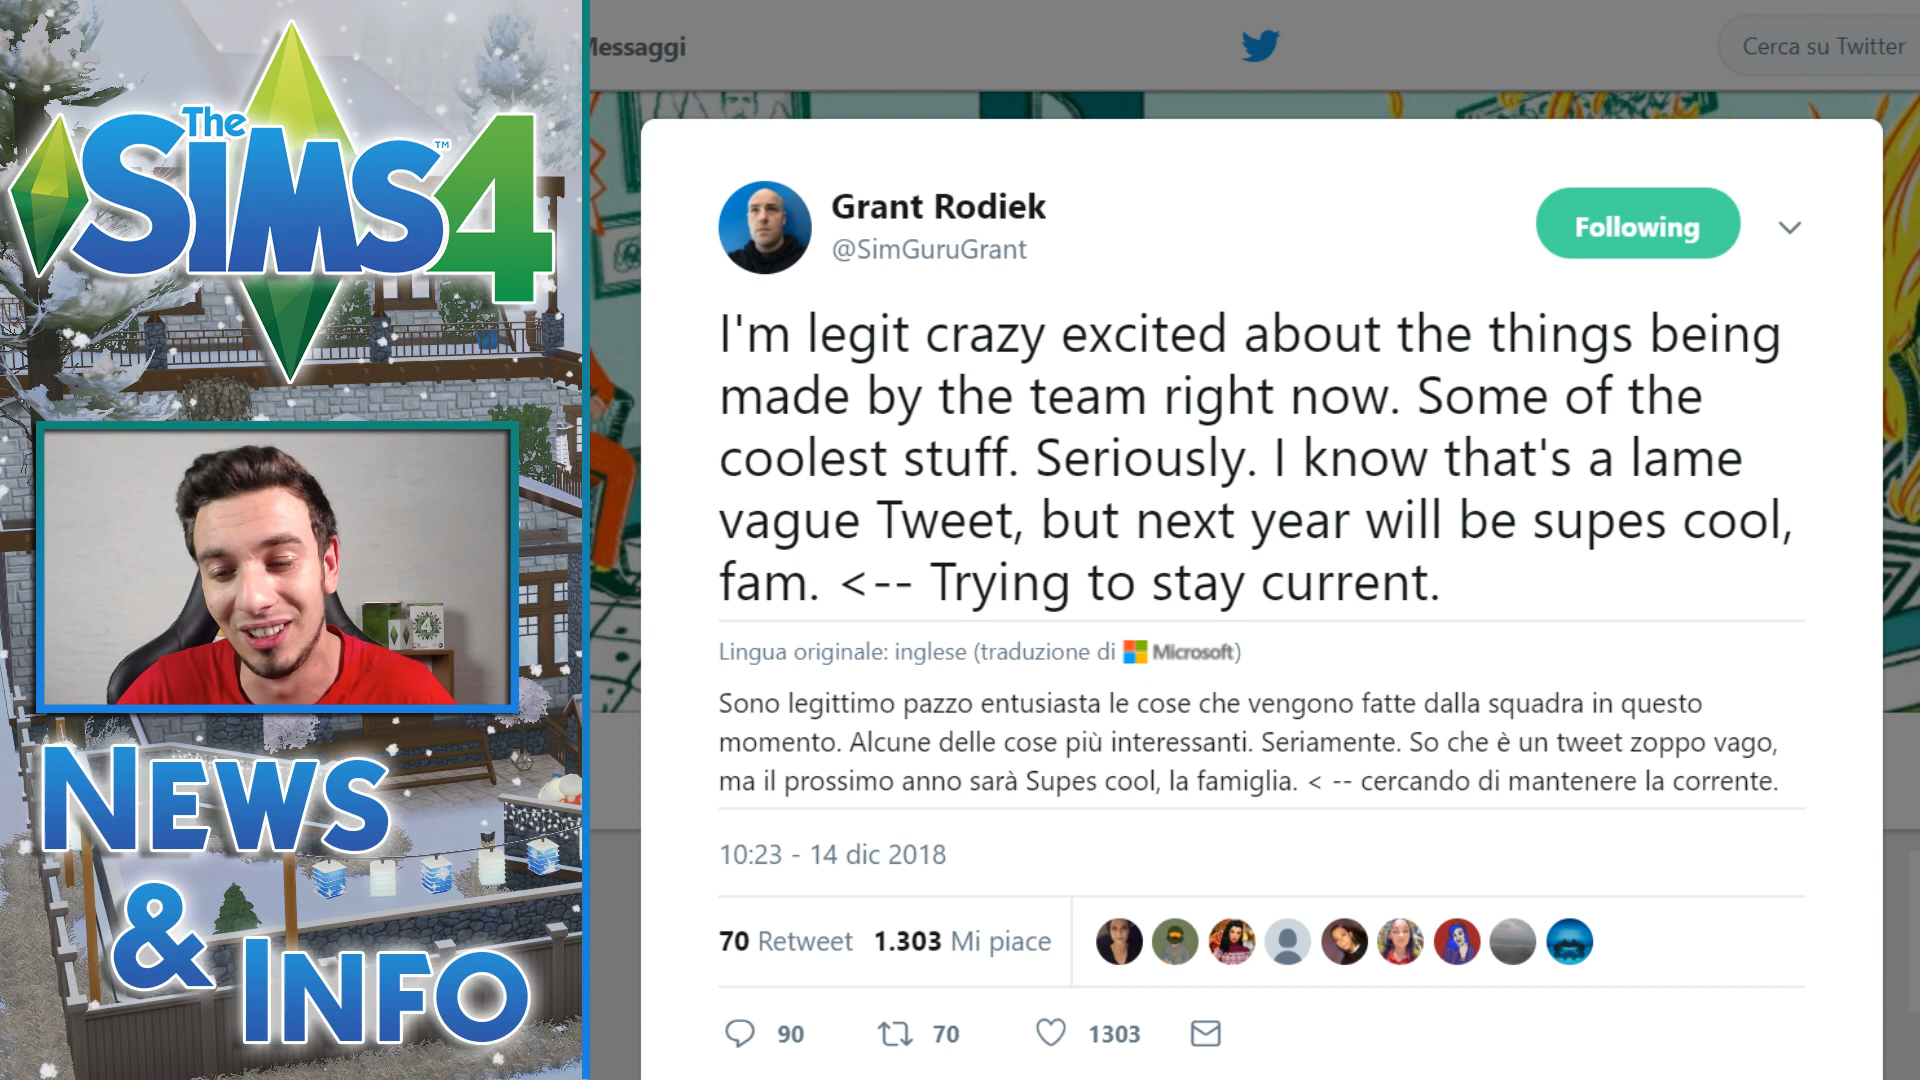 The
SIMS 4
TM
NEWS
&
INFO
Messaggi
Cerca su Twitter
Grant Rodiek
@SimGuruGrant
Following
I'm legit crazy excited about the things being
made by the team right now. Some of the
coolest stuff. Seriously. I know that's a lame
vague Tweet, but next year will be supes cool,
fam. <-- Trying to stay current.
Lingua originale: inglese (traduzione di Microsoft)
Sono legittimo pazzo entusiasta le cose che vengono fatte dalla squadra in questo
momento. Alcune delle cose più interessanti. Seriamente. So che è un tweet zoppo vago,
ma il prossimo anno sarà Supes cool, la famiglia. < -- cercando di mantenere la corrente.
10:23 - 14 dic 2018
70 Retweet 1.303 Mi piace
90 70 1303